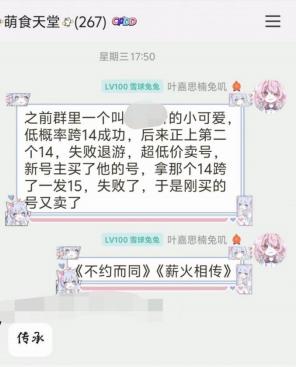 萌食天堂(267)
星期三17:50
LV100 雪球兔兔 叶嘉思楠兔叽
之前群里一个叫 的小可爱,
低概率跨14成功,后来正上第二
个14,失败退游,超低价卖号,
新号主买了他的号,拿那个14跨
了一发15,失败了,于是刚买的
号又卖了
LV100 雪球兔兔 叶嘉思楠兔叽
《不约而同》《薪火相传》
传承